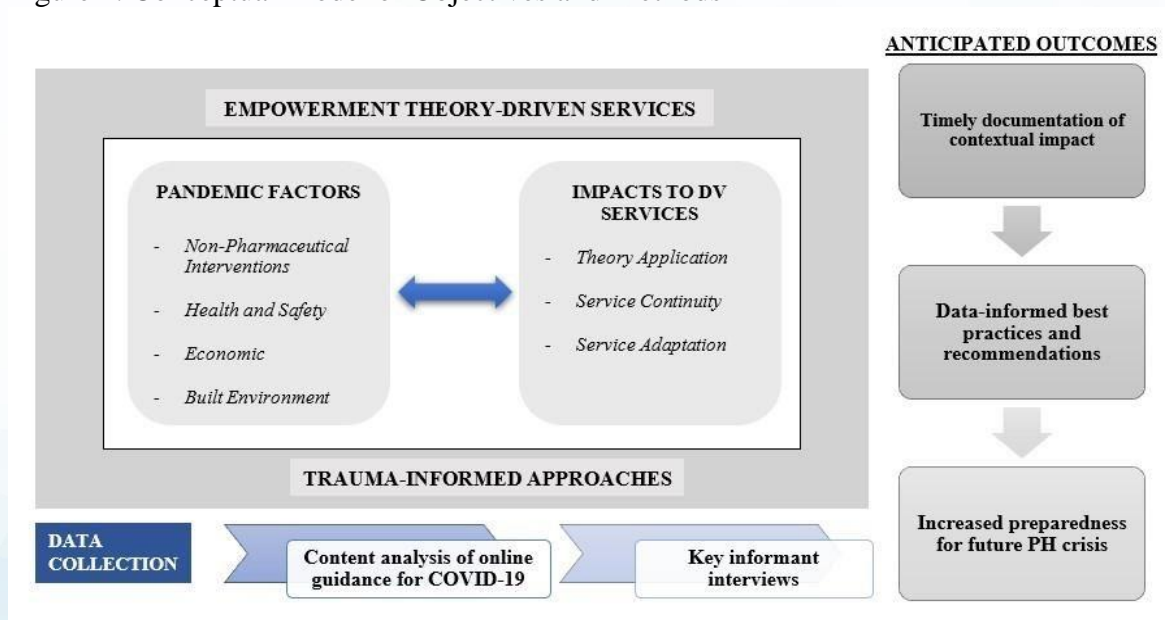 ANTICIPATED OUTCOMES
EMPOWERMENT THEORY-DRIVEN SERVICES
PANDEMIC FACTORS
- Non-Pharmaceutical
Interventions
- Health and Safety
- Economic
- Built Environment
IMPACTS TO DV
SERVICES
- Theory Application
- Service Continuity
- Service Adaptation
TRAUMA-INFORMED APPROACHES
DATA
COLLECTION
Content analysis of online
guidance for COVID-19
Key informant
interviews
Timely documentation of
contextual impact
Data-informed best
practices and
recommendations
Increased preparedness
for future PH crisis